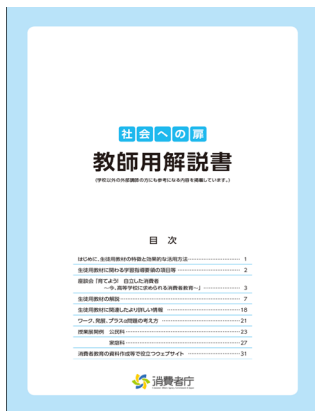 社会への扉
教師用解説書
(学校以外の外部講師の方にも参考になる内容を掲載しています。)
目 次
はじめに、生徒用教材の特徴と効果的な活用方法 1
生徒用教材に関わる学習指導要領の項目等 2
座談会「育てよう! 自立した消費者
～今、高等学校に求められる消費者教育～」 3
生徒用教材の解説 7
生徒用教材に関連したより詳しい情報 18
ワーク、発展、プラスα問題の考え方 21
授業展開例 公民科 23
家庭科 27
消費者教育の資料作成等で役立つウェブサイト 31
消費者庁